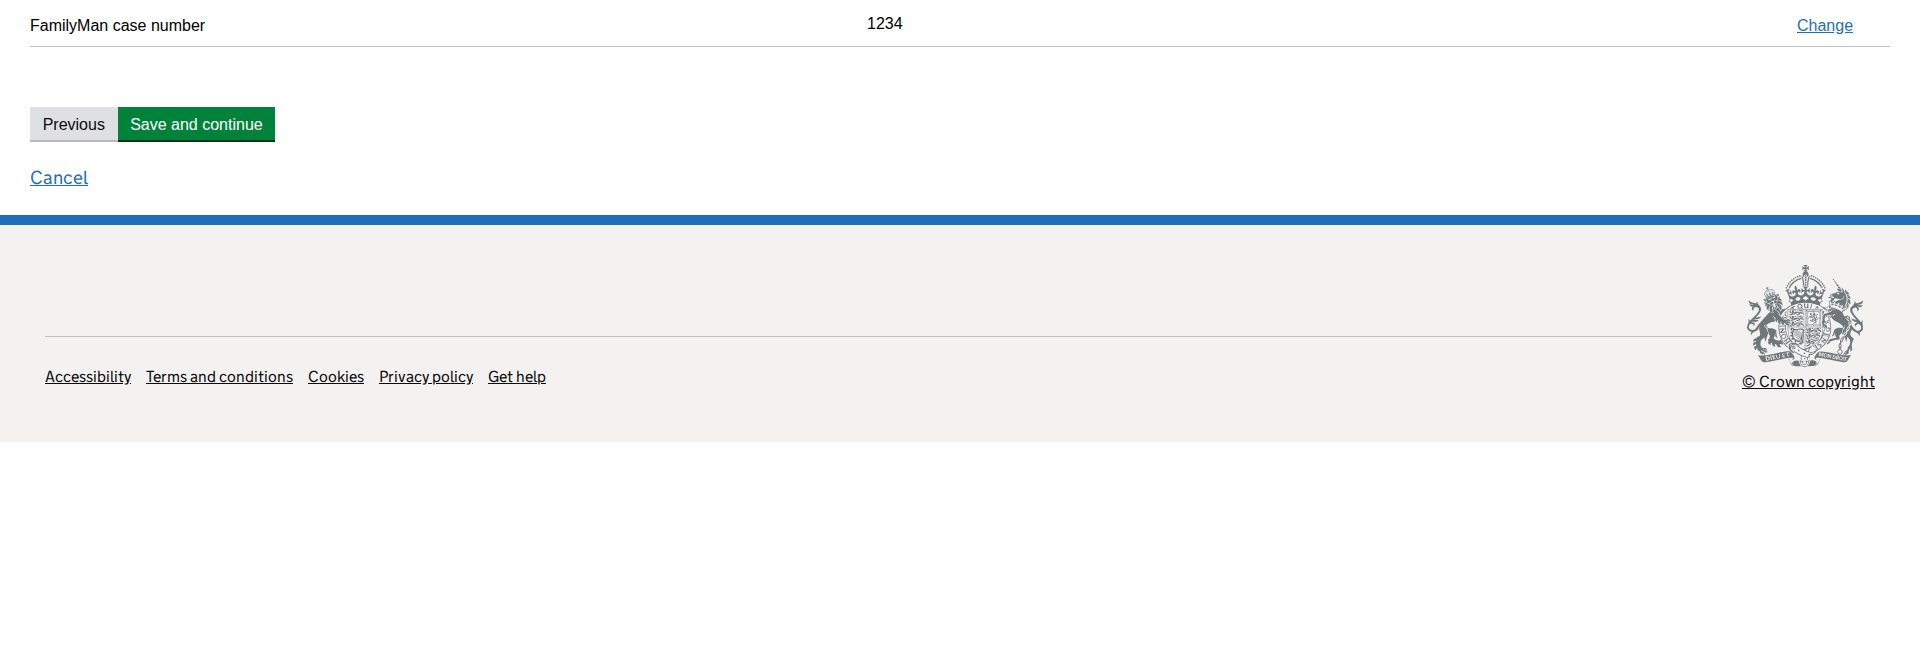 FamilyMan case number 1234 Change
Previous Save and continue
Cancel
Accessibility Terms and conditions Cookies Privacy policy Get help
© Crown copyright